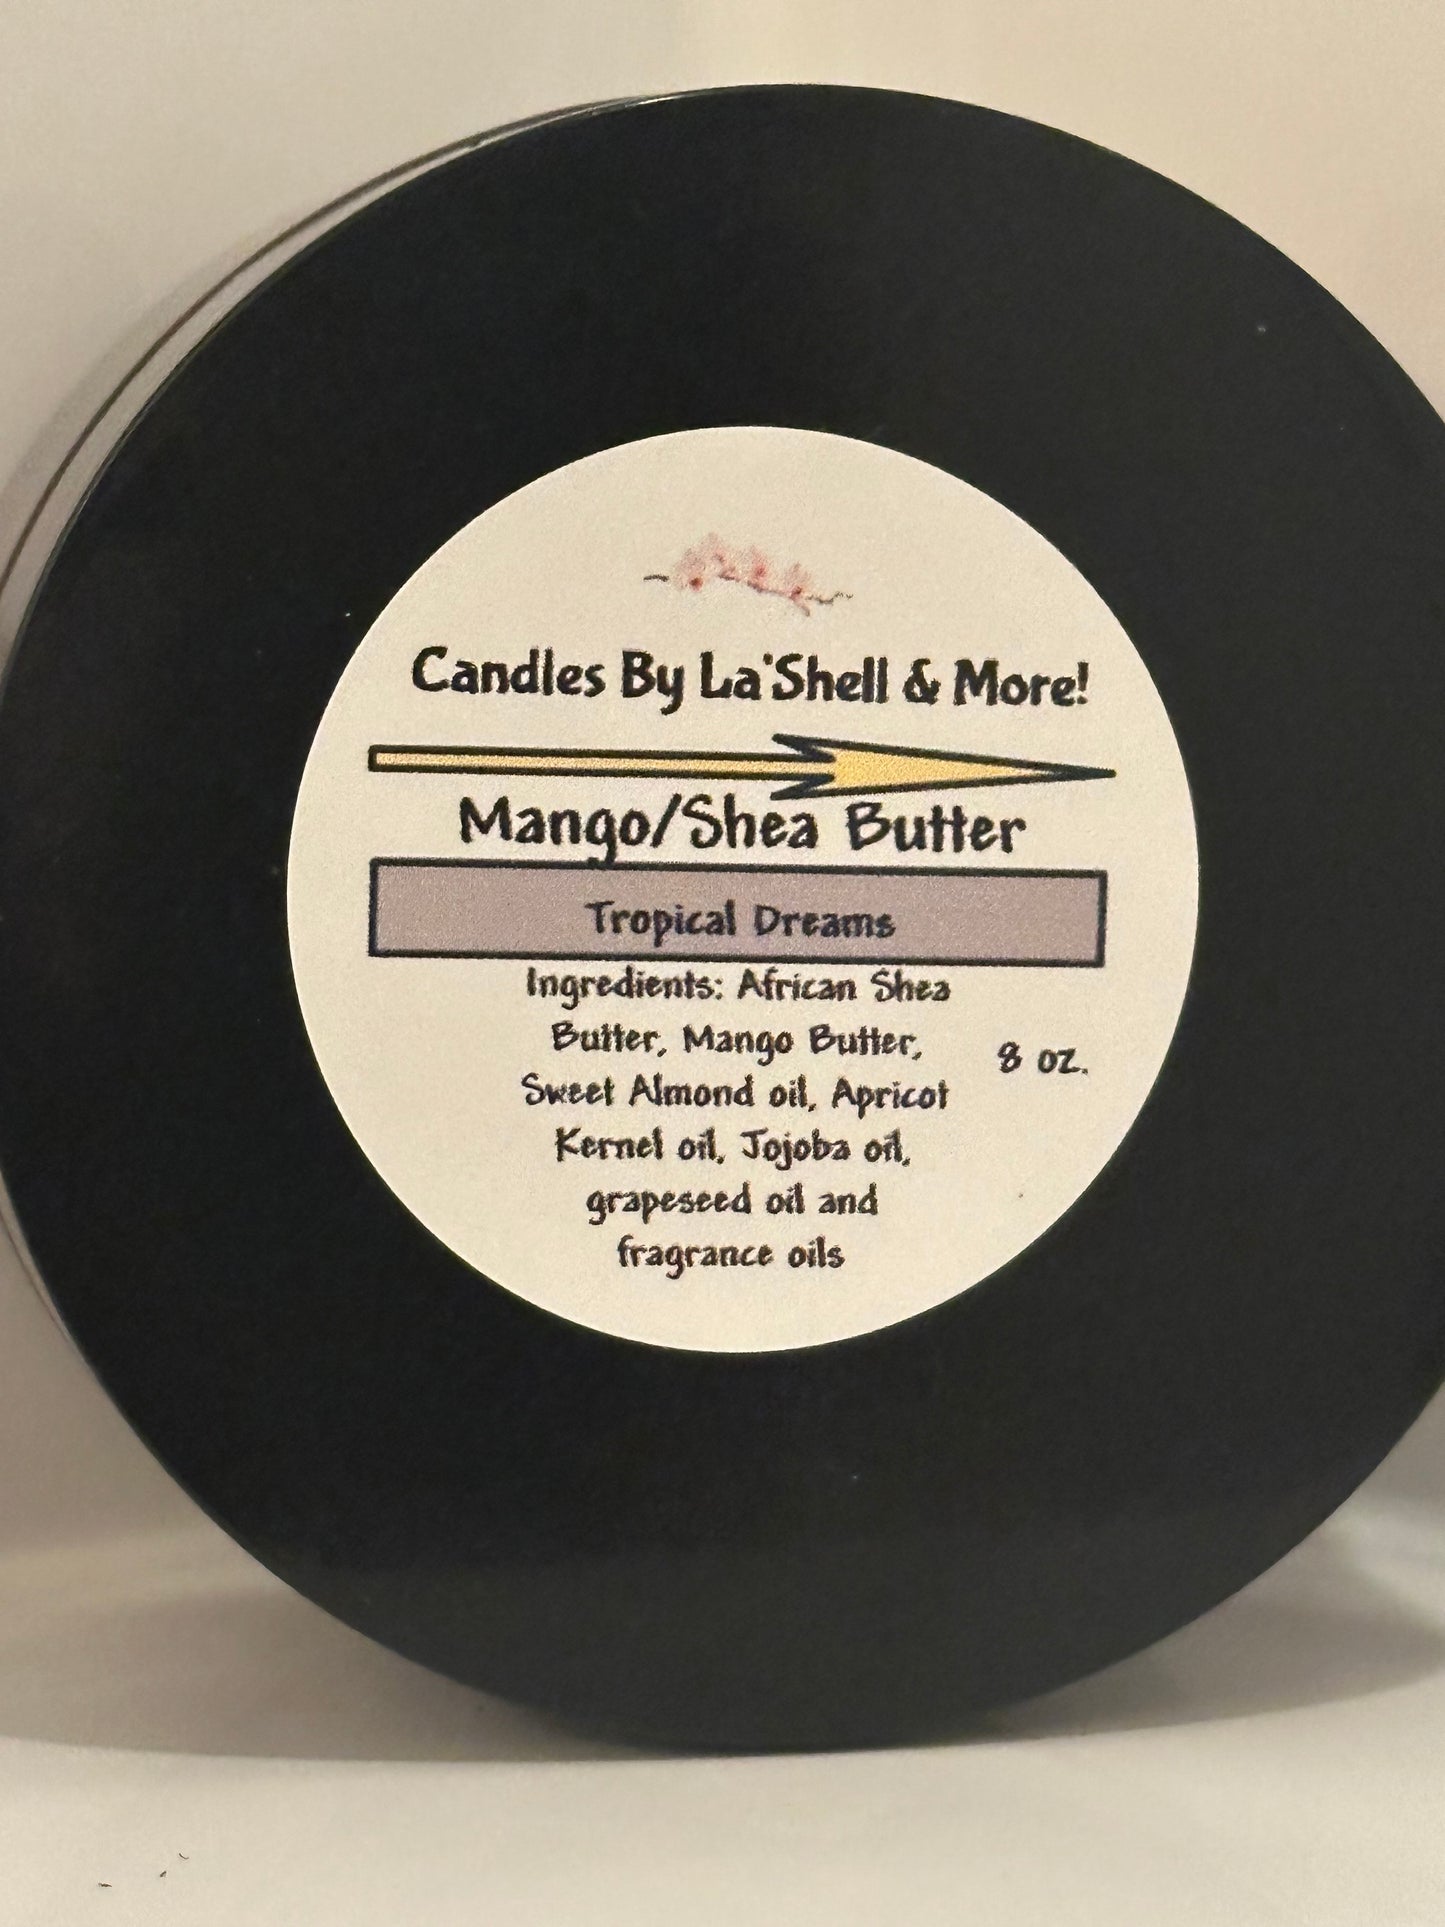 Candles By La'Shell & More!
Mango/Shea Butter
Tropical Dreams
Ingredients: African Shea
Butter, Mango Butter,
8 oz.
Sweet Almond oil, Apricot
Kernel oil, Jojoba oil,
grapeseed oil and
fragrance oils